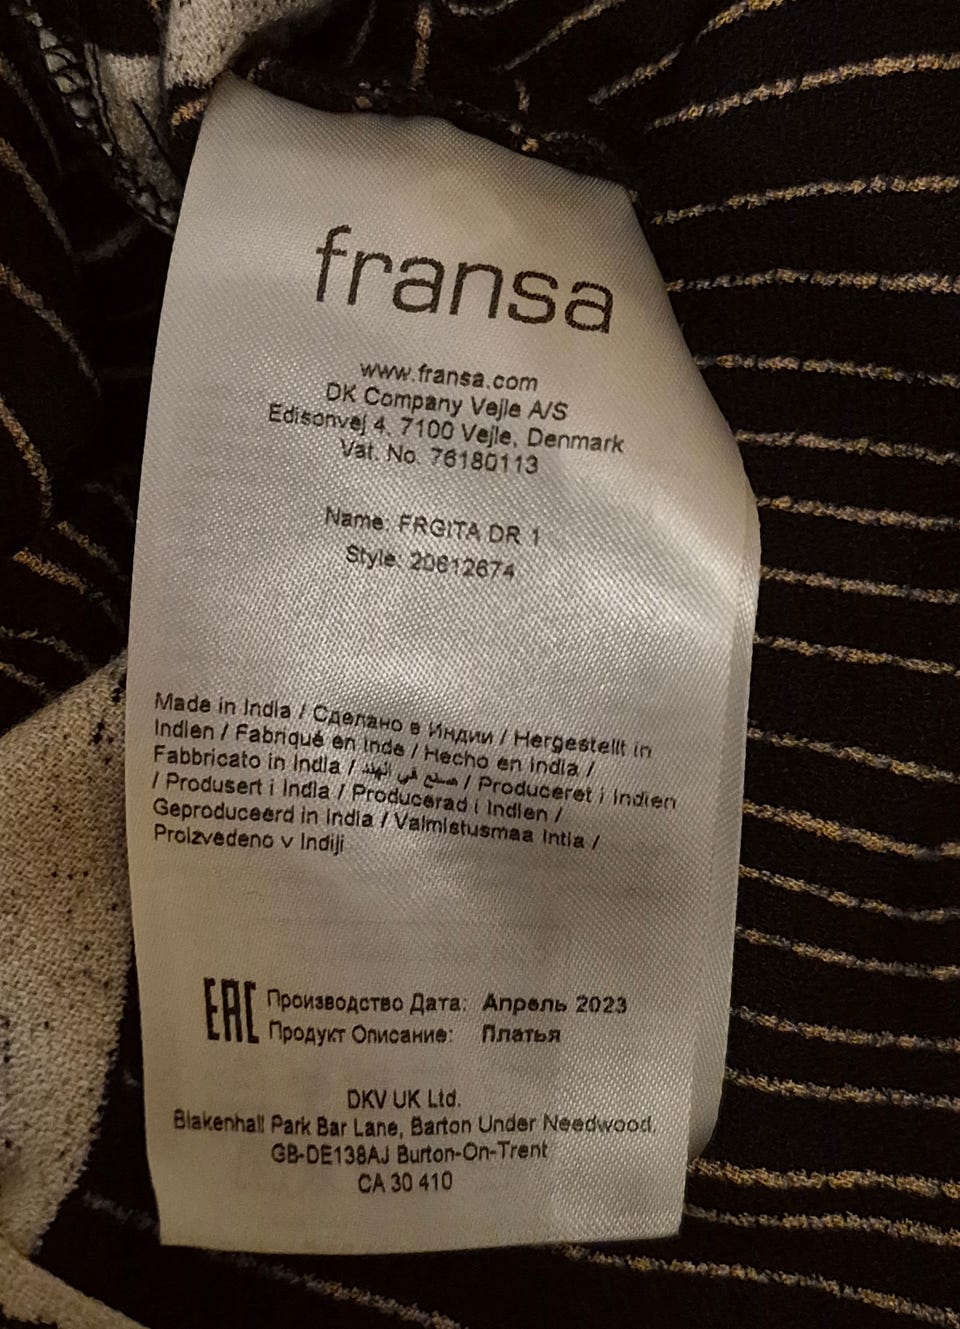 fransa
www.fransa.com
DK Company Vejle A/S
Edisonvej 4, 7100 Vejle, Denmark
Vat. No. 76180113
Name: FRGITA DR 1
Style: 20612674
Made in India / Сделано в Индии / Hergestellt in
Indien / Fabriqué en Inde / Hecho en India /
Fabbricato in India / صنع في الهند / Produceret i Indien
/ Produsert i India / Producerad i Indien /
Geproduceerd in India / Valmistusmaa Intia /
Proizvedeno v Indiji
EAC Производство Дата: Апрель 2023
Продукт Описание: Платья
DKV UK Ltd.
Blakenhall Park Bar Lane, Barton Under Needwood,
GB-DE138AJ Burton-On-Trent
CA 30 410